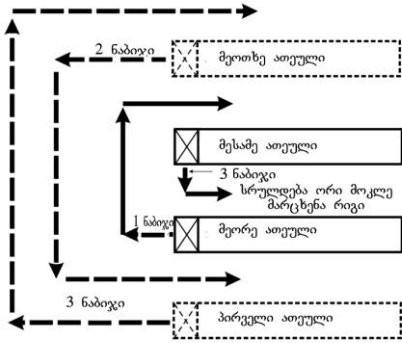 2 ნაბიჯი
მეოთხე ათეული
მესამე ათეული
3 ნაბიჯი
სრულდება ორი მოკლე
მარცხენა რიგი
1 ნაბიჯი
მეორე ათეული
3 ნაბიჯი
პირველი ათეული